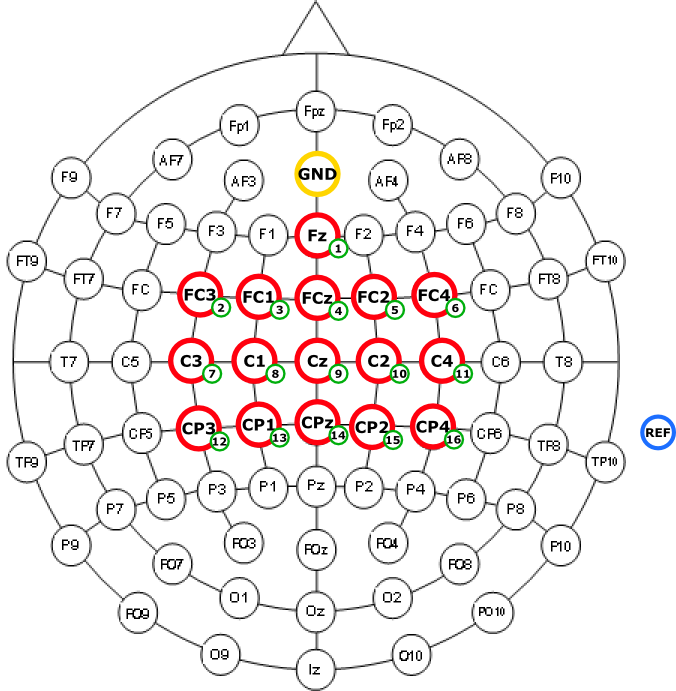 Fpz
Fp1 Fp2
AF7 AF8
GND
F9 AF3 AF4 F10
F7 F5 F3 F1 Fz F2 F4 F6 F8
1
FT9 FT7 FC FC3 FC1 FCz FC2 FC4 FC FT8 FT10
2 3 4 5 6
T7 C5 C3 C1 Cz C2 C4 C6 T8
7 8 9 10 11
TP9 TP7 CP5 CP3 CP1 CPz CP2 CP4 CP6 TP8 TP10 REF
12 13 14 15 16
P7 P5 P3 P1 Pz P2 P4 P6 P8
P9 PO3 POz PO4 P10
PO7 PO8
O1 O2
PO9 Oz PO10
O9 O10
Iz